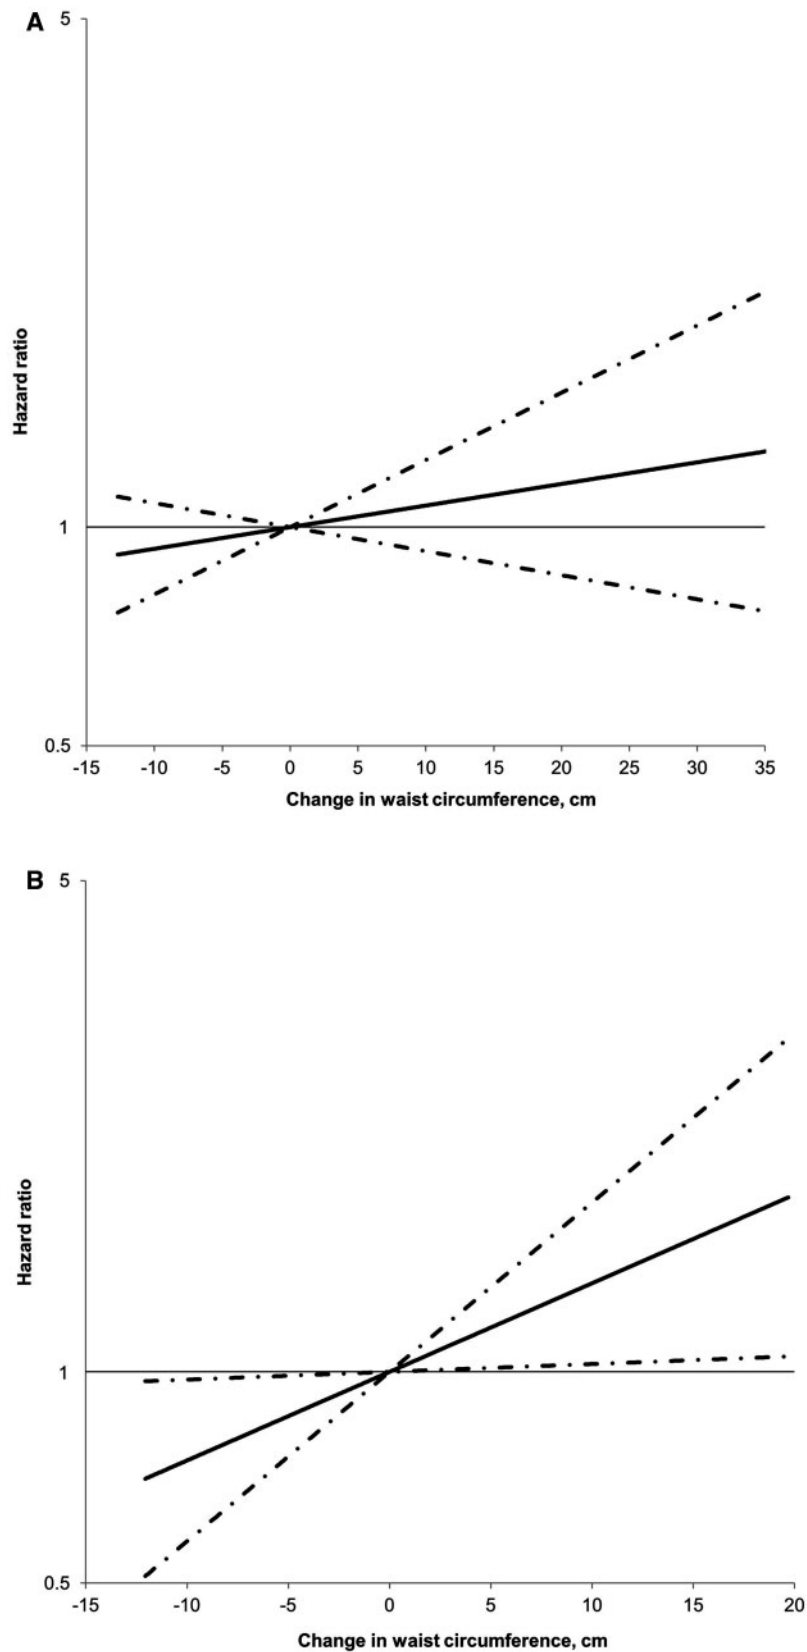 A
5
Hazard ratio
1
0.5
-15 -10 -5 0 5 10 15 20 25 30 35
Change in waist circumference, cm
B
5
Hazard ratio
1
0.5
-15 -10 -5 0 5 10 15 20
Change in waist circumference, cm